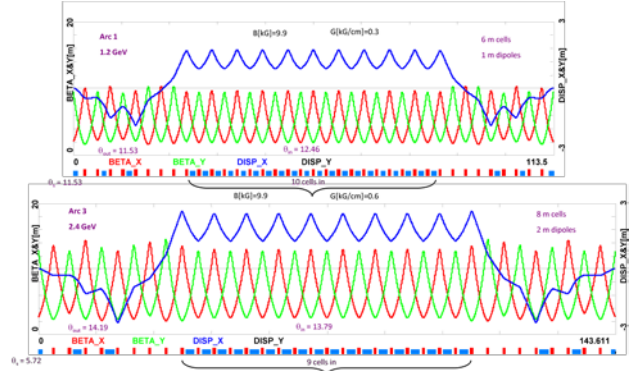 Arc 1
1.2 GeV
B[kG]=9.9 G[kG/cm]=0.3
6 m cells
1 m dipoles
20
0
BETA_X&Y[m]
3
-3
DISP_X&Y[m]
θout = 11.53 θin = 12.46
0 113.5
BETA_X BETA_Y DISP_X DISP_Y
θs = 11.53
10 cells in
B[kG]=9.9 G[kG/cm]=0.6
Arc 3
2.4 GeV
8 m cells
2 m dipoles
20
0
BETA_X&Y[m]
3
-3
DISP_X&Y[m]
θout = 14.19 θin = 13.79
0 143.611
BETA_X BETA_Y DISP_X DISP_Y
θs = 5.72
9 cells in